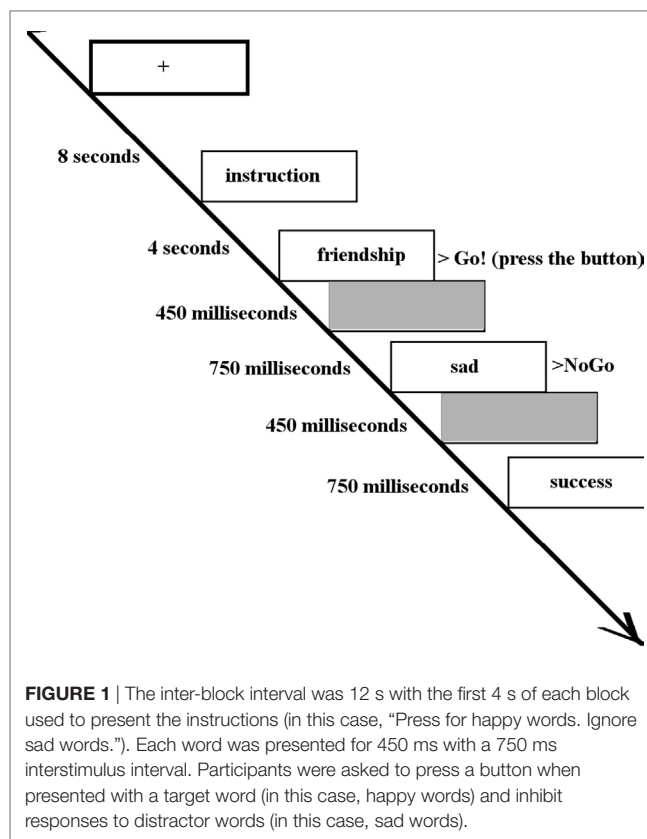 +
8 seconds
instruction
4 seconds
friendship
> Go! (press the button)
450 milliseconds
750 milliseconds
sad
>NoGo
450 milliseconds
750 milliseconds
success
FIGURE 1 | The inter-block interval was 12 s with the first 4 s of each block
used to present the instructions (in this case, “Press for happy words. Ignore
sad words.”). Each word was presented for 450 ms with a 750 ms
interstimulus interval. Participants were asked to press a button when
presented with a target word (in this case, happy words) and inhibit
responses to distractor words (in this case, sad words).